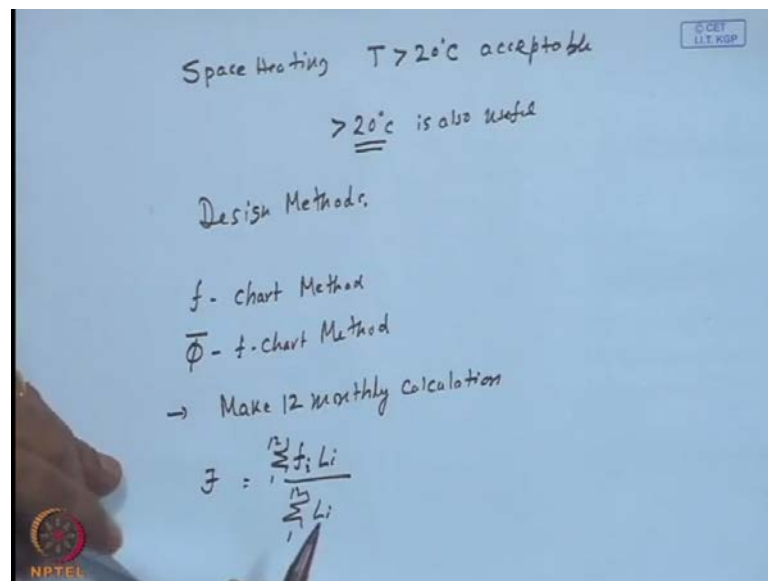 © CET
I.I.T. KGP
Space Heating T > 20°C acceptable
> 20°C is also useful
Design Methods.
f - chart Method
Φ̅ - f-chart Method
→ Make 12 monthly calculation
F = Σ₁¹² fᵢ Lᵢ / Σ₁¹² Lᵢ
NPTEL